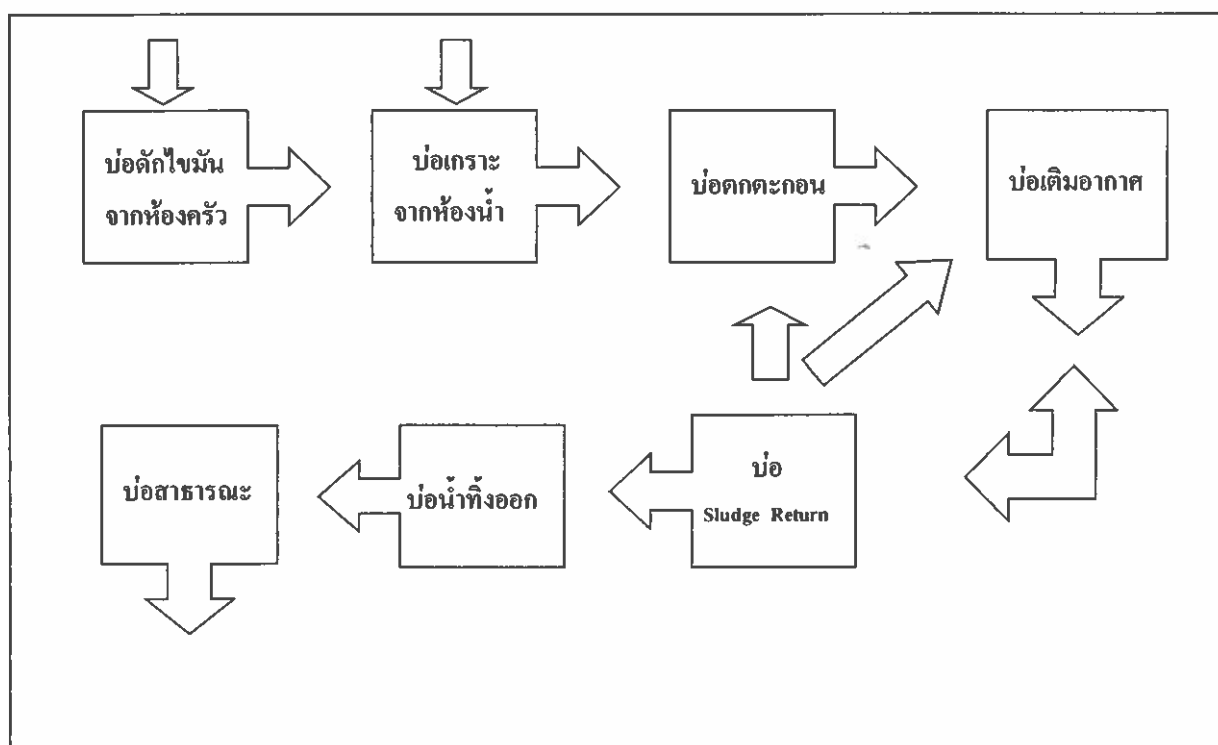 บ่อดักไขมัน
จากห้องครัว
บ่อเกราะ
จากห้องน้ำ
บ่อตกตะกอน
บ่อเติมอากาศ
บ่อสาธารณะ
บ่อน้ำทิ้งออก
บ่อ
Sludge Return